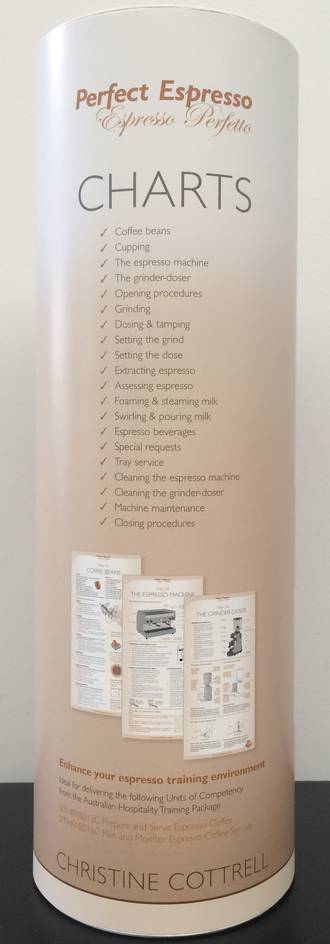 Perfect Espresso
Espresso Perfetto
CHARTS
✓ Coffee beans
✓ Cupping
✓ The espresso machine
✓ The grinder-doser
✓ Opening procedures
✓ Grinding
✓ Dosing & tamping
✓ Setting the grind
✓ Setting the dose
✓ Extracting espresso
✓ Assessing espresso
✓ Foaming & steaming milk
✓ Swirling & pouring milk
✓ Espresso beverages
✓ Special requests
✓ Tray service
✓ Cleaning the espresso machine
✓ Cleaning the grinder-doser
✓ Machine maintenance
✓ Closing procedures
COFFEE BEANS
THE ESPRESSO MACHINE
THE GRINDER-DOSER
Enhance your espresso training environment
Ideal for delivering the following Units of Competency
from the Australian Hospitality Training Package
Prepare and Serve Espresso Coffee
Plan and Monitor Espresso Coffee Service
CHRISTINE COTTRELL